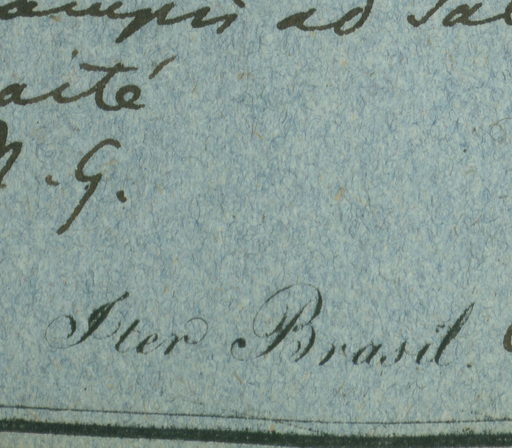 ad
aité
M.G.
Iter Brasil.